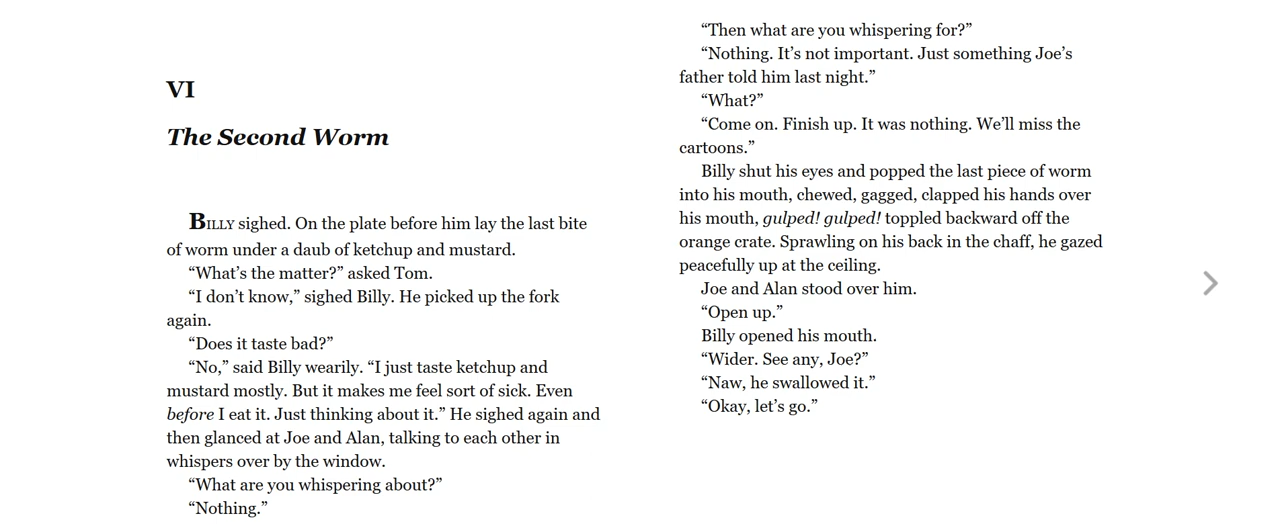 VI
The Second Worm
BILLY sighed. On the plate before him lay the last bite
of worm under a daub of ketchup and mustard.
“What’s the matter?” asked Tom.
“I don’t know,” sighed Billy. He picked up the fork
again.
“Does it taste bad?”
“No,” said Billy wearily. “I just taste ketchup and
mustard mostly. But it makes me feel sort of sick. Even
before I eat it. Just thinking about it.” He sighed again and
then glanced at Joe and Alan, talking to each other in
whispers over by the window.
“What are you whispering about?”
“Nothing.”
“Then what are you whispering for?”
“Nothing. It’s not important. Just something Joe’s
father told him last night.”
“What?”
“Come on. Finish up. It was nothing. We’ll miss the
cartoons.”
Billy shut his eyes and popped the last piece of worm
into his mouth, chewed, gagged, clapped his hands over
his mouth, gulped! gulped! toppled backward off the
orange crate. Sprawling on his back in the chaff, he gazed
peacefully up at the ceiling.
Joe and Alan stood over him.
“Open up.”
Billy opened his mouth.
“Wider. See any, Joe?”
“Naw, he swallowed it.”
“Okay, let’s go.”